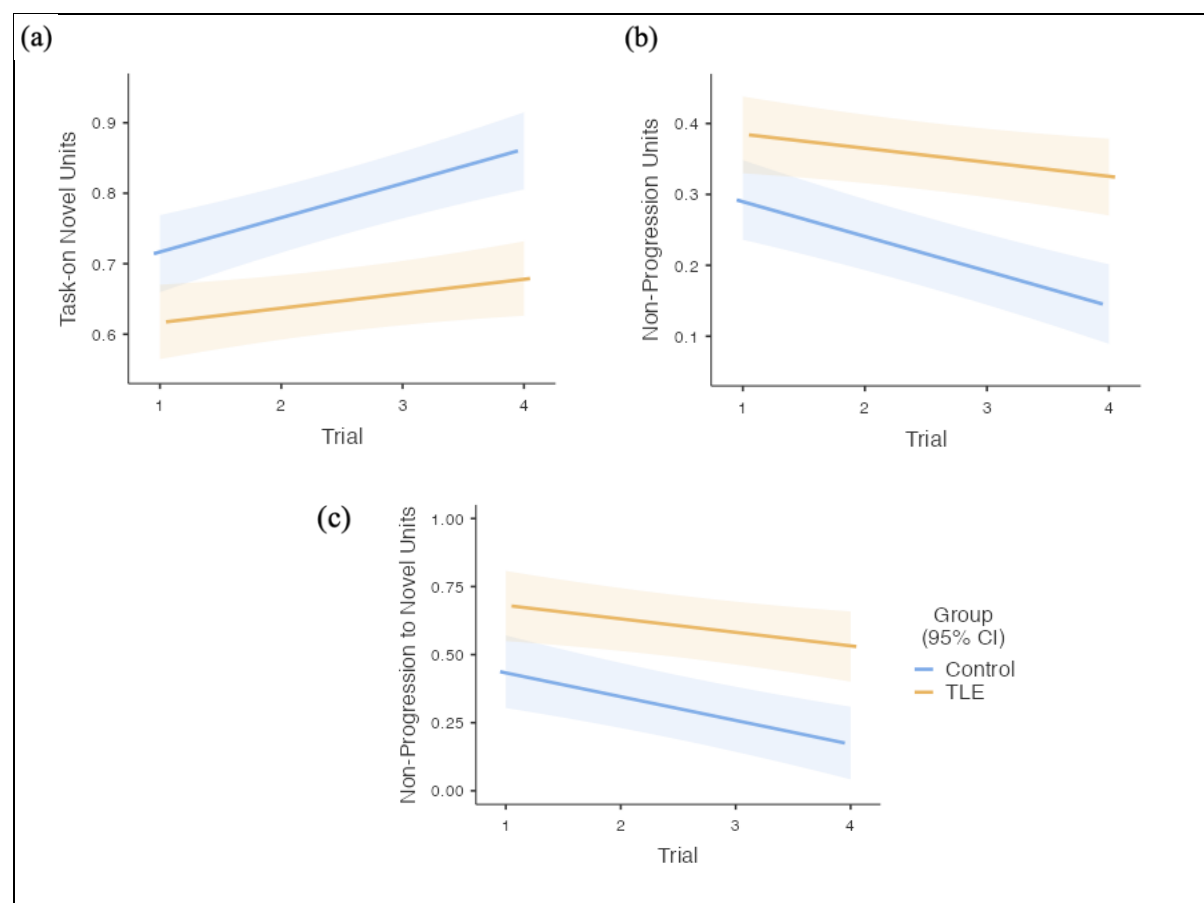 (a)
Task-on Novel Units
0.9
0.8
0.7
0.6
1 2 3 4
Trial
(b)
Non-Progression Units
0.4
0.3
0.2
0.1
1 2 3 4
Trial
(c)
Non-Progression to Novel Units
1.00
0.75
0.50
0.25
0.00
1 2 3 4
Trial
Group
(95% CI)
Control
TLE